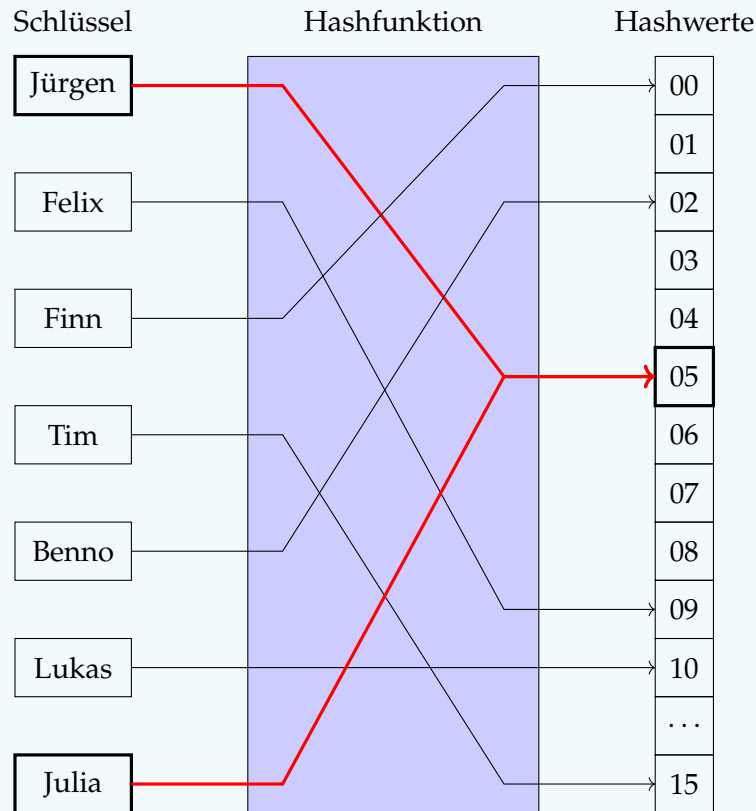 Schlüssel
Hashfunktion
Hashwerte
Jürgen
Felix
Finn
Tim
Benno
Lukas
Julia
00
01
02
03
04
05
06
07
08
09
10
...
15